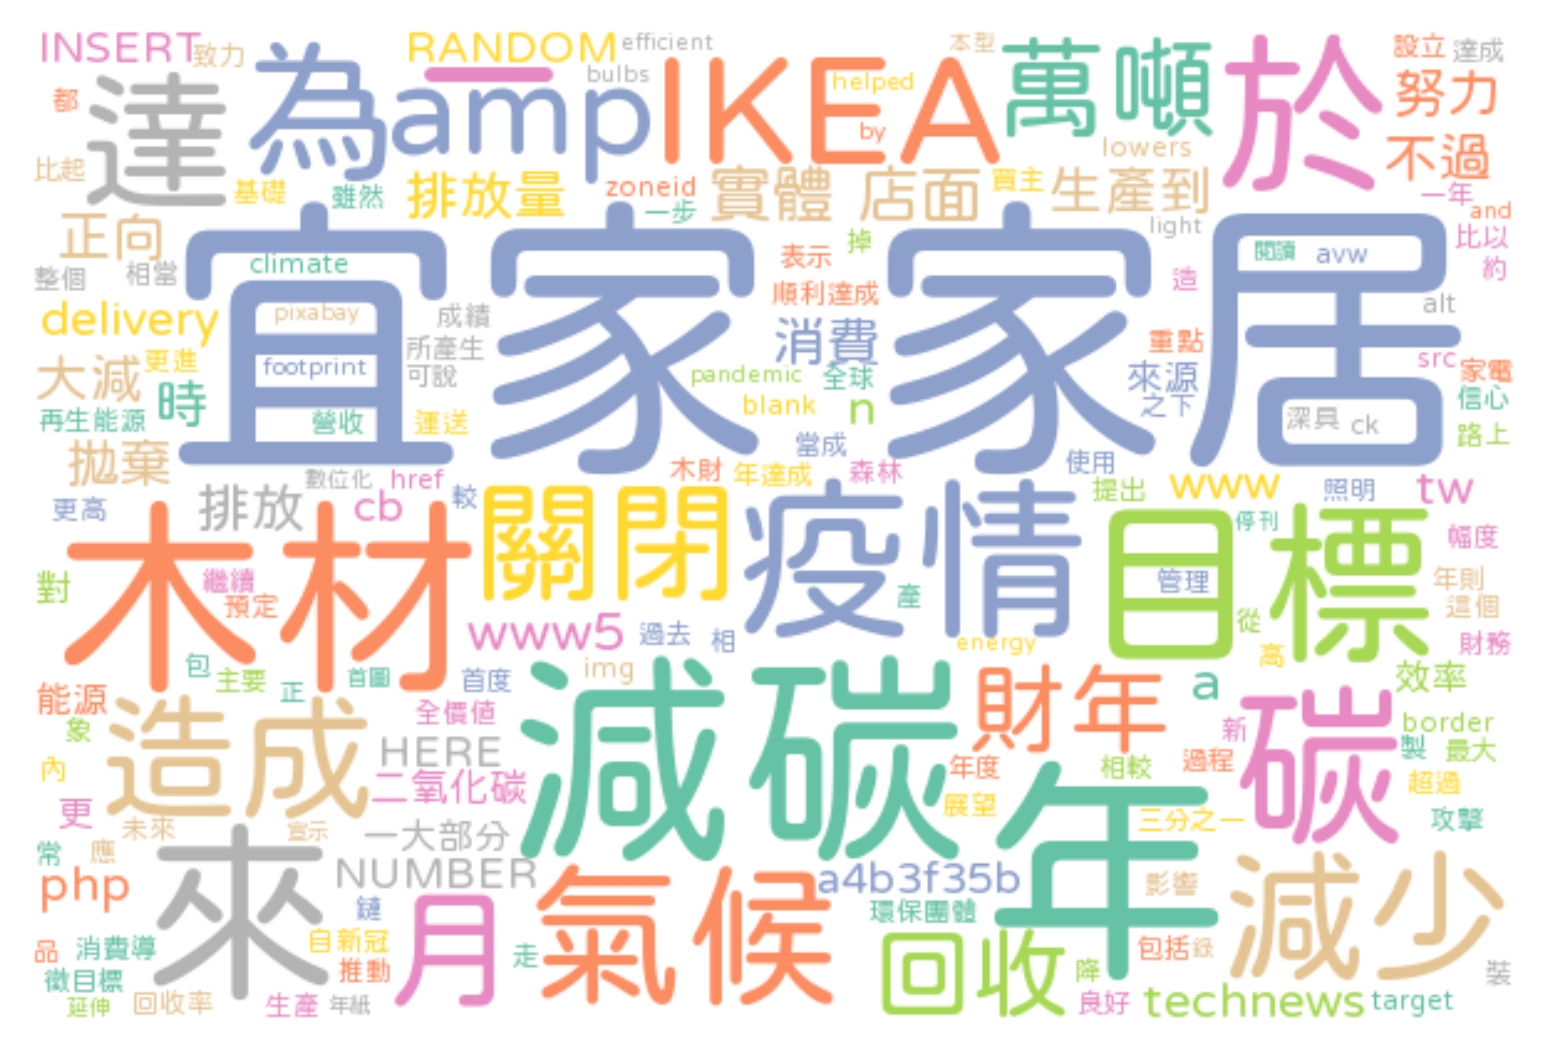 INSERT 致力 為 RANDOM efficient 本型 萬噸 於 設立 達成
都 達 amp bulbs IKEA helped by 努力
比起 基礎 雖然 排放量 zoneid 一步 實體 店面 買主 lowers 生產到 不過 一年
正向 宜家家居 light and 比以
整個 相當 climate 表示 掉 造 閱讀 avw 約
delivery pixabay 成績 順利達成 alt
大減 更進 時 footprint 所產生 可說 消費 重點 src 家電
再生能源 營收 運送 pandemic 全球 blank n 來源 之下 信心
拋棄 當成 深具 ck 路上
數位化 href 木財 年達成 森林 使用
更高 排放 cb 較 關閉 疫情 提出 www 照明 tw
木材 目標 停刊 幅度
對 繼續 預定 產 管理 年則 這個
www5 過去 相 energy 從 高 財務
包 主要 正 首圖 首度 img 減碳 財年 a 效率
能源 象 造成 全價值 新 碳 border
內 HERE 年度 相較 過程 製 最大
更 二氧化碳 展望 年 超過
未來 宣示 一大部分 三分之一 攻擊
常 應 來 NUMBER a4b3f35b 影響 減少
php 鏈 月 氣候 環保團體
品 消費導 自新冠 走 回收 包括 錄
徵目標 推動 降 裝
延伸 回收率 生產 年紙 良好 technews target